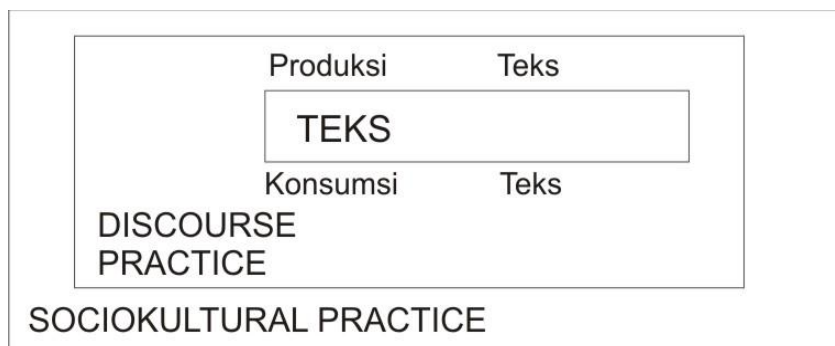 Produksi Teks
TEKS
Konsumsi Teks
DISCOURSE
PRACTICE
SOCIOKULTURAL PRACTICE